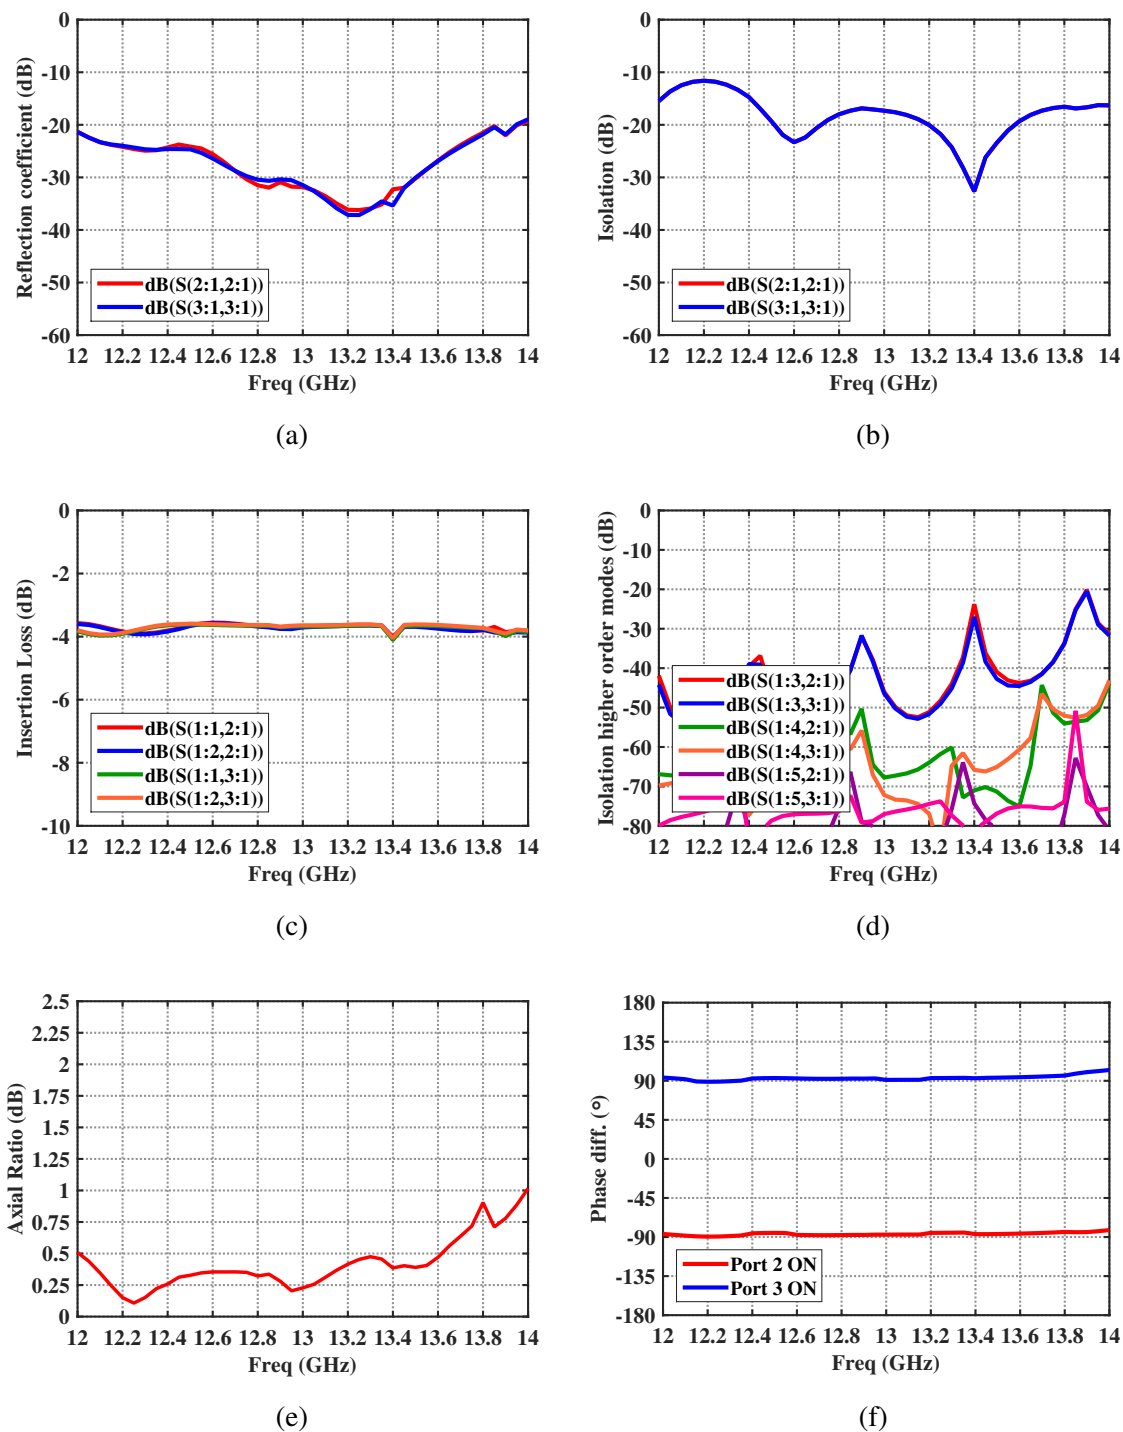 0
-10
-20
-30
-40
-50
-60
Reflection coefficient (dB)
dB(S(2:1,2:1))
dB(S(3:1,3:1))
12 12.2 12.4 12.6 12.8 13 13.2 13.4 13.6 13.8 14
Freq (GHz)
(a)
0
-10
-20
-30
-40
-50
-60
Isolation (dB)
dB(S(2:1,2:1))
dB(S(3:1,3:1))
12 12.2 12.4 12.6 12.8 13 13.2 13.4 13.6 13.8 14
Freq (GHz)
(b)
0
-2
-4
-6
-8
-10
Insertion Loss (dB)
dB(S(1:1,2:1))
dB(S(1:2,2:1))
dB(S(1:1,3:1))
dB(S(1:2,3:1))
12 12.2 12.4 12.6 12.8 13 13.2 13.4 13.6 13.8 14
Freq (GHz)
(c)
0
-10
-20
-30
-40
-50
-60
-70
-80
Isolation higher order modes (dB)
dB(S(1:3,2:1))
dB(S(1:3,3:1))
dB(S(1:4,2:1))
dB(S(1:4,3:1))
dB(S(1:5,2:1))
dB(S(1:5,3:1))
12 12.2 12.4 12.6 12.8 13 13.2 13.4 13.6 13.8 14
Freq (GHz)
(d)
2.5
2.25
2
1.75
1.5
1.25
1
0.75
0.5
0.25
0
Axial Ratio (dB)
12 12.2 12.4 12.6 12.8 13 13.2 13.4 13.6 13.8 14
Freq (GHz)
(e)
180
135
90
45
0
-45
-90
-135
-180
Phase diff. (°)
Port 2 ON
Port 3 ON
12 12.2 12.4 12.6 12.8 13 13.2 13.4 13.6 13.8 14
Freq (GHz)
(f)